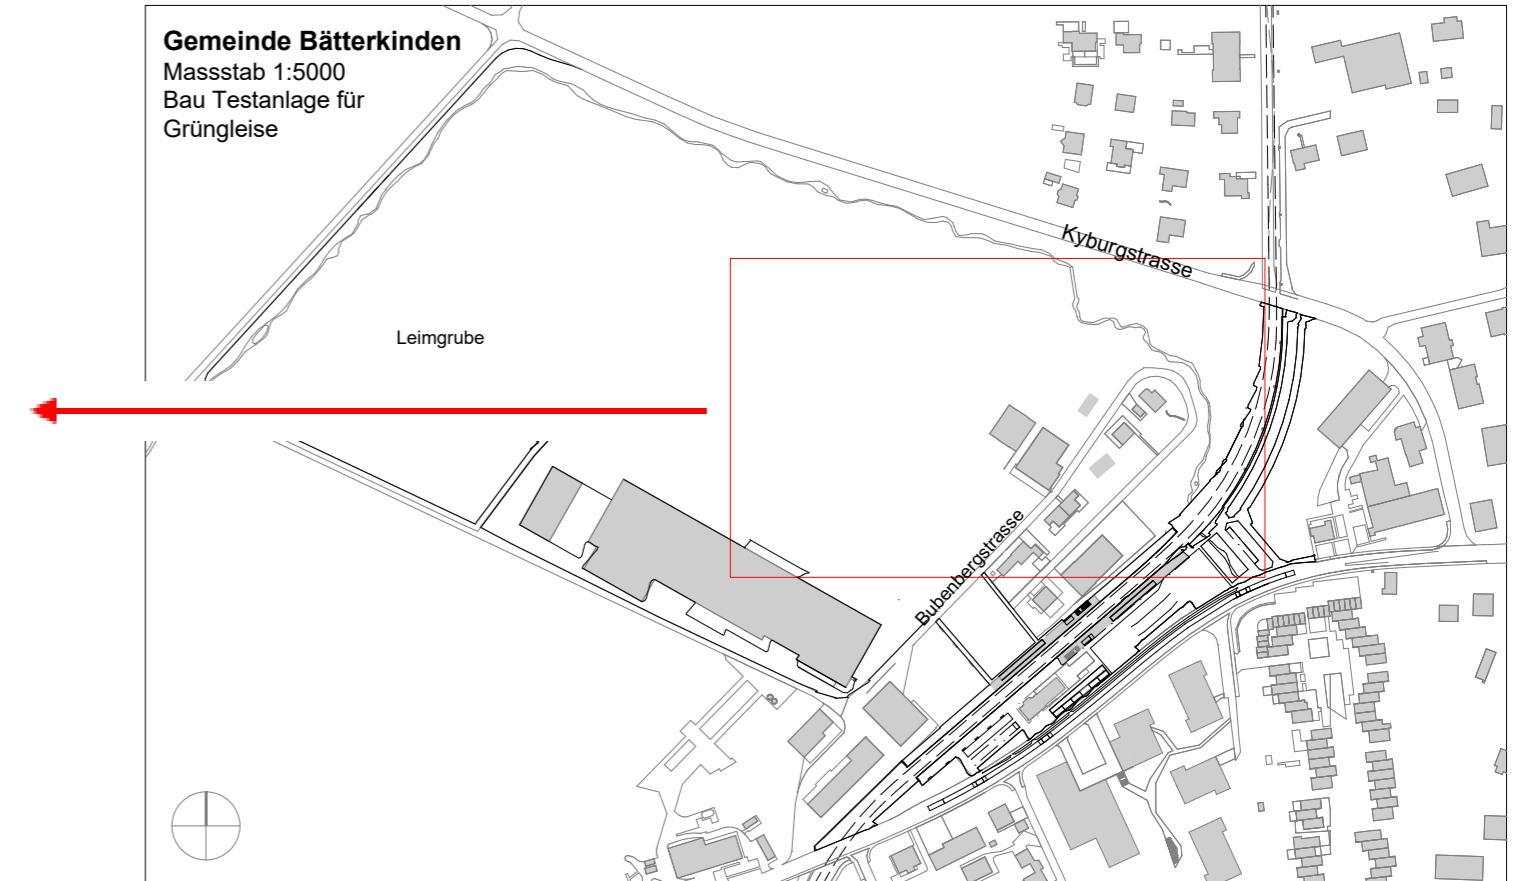 Gemeinde Bätterkinden
Massstab 1:5000
Bau Testanlage für
Grüngleise
Kyburgstrasse
Leimgrube
Bubenbergstrasse